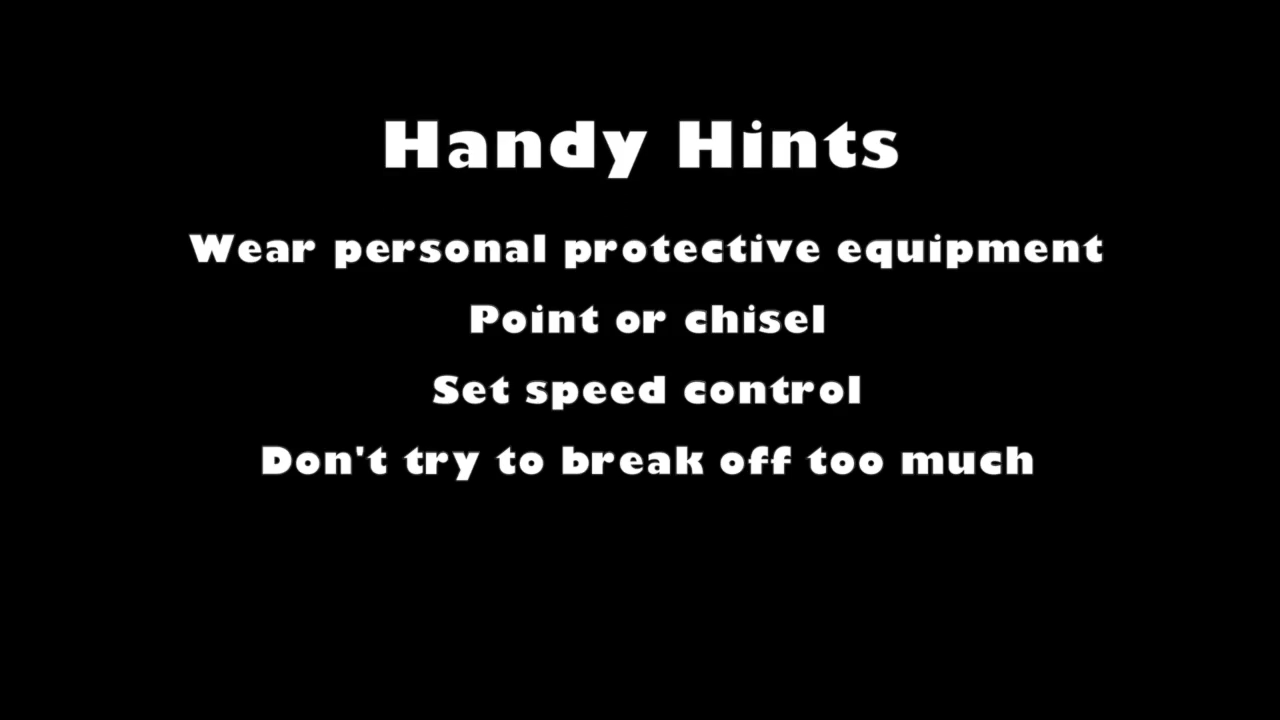 Handy Hints
Wear personal protective equipment
Point or chisel
Set speed control
Don't try to break off too much